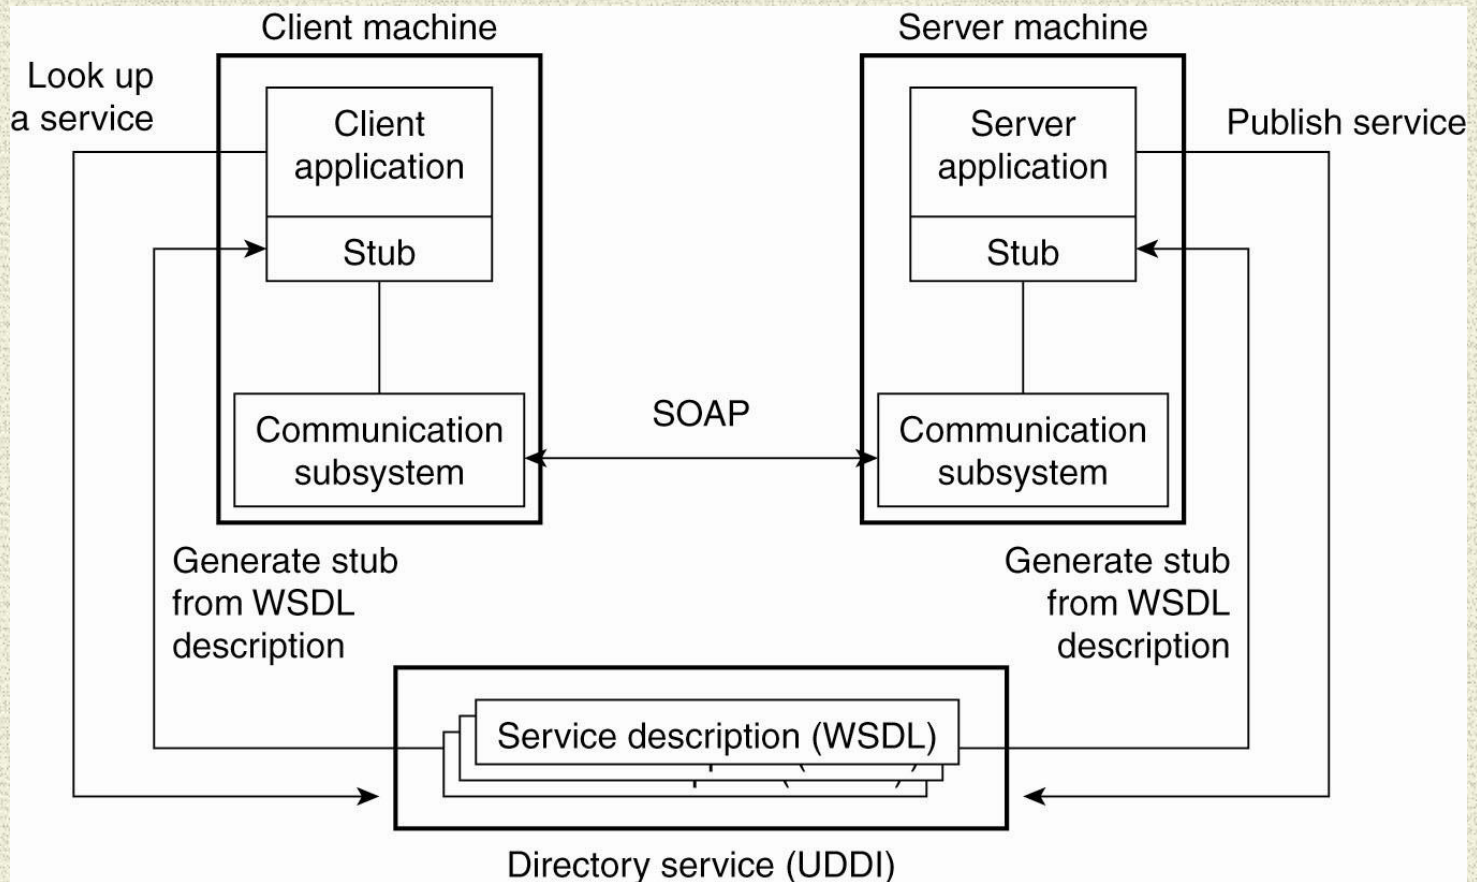 Client machine
Server machine
Look up
a service
Client
application
Stub
Communication
subsystem
SOAP
Server
application
Stub
Communication
subsystem
Publish service
Generate stub
from WSDL
description
Generate stub
from WSDL
description
Service description (WSDL)
Directory service (UDDI)